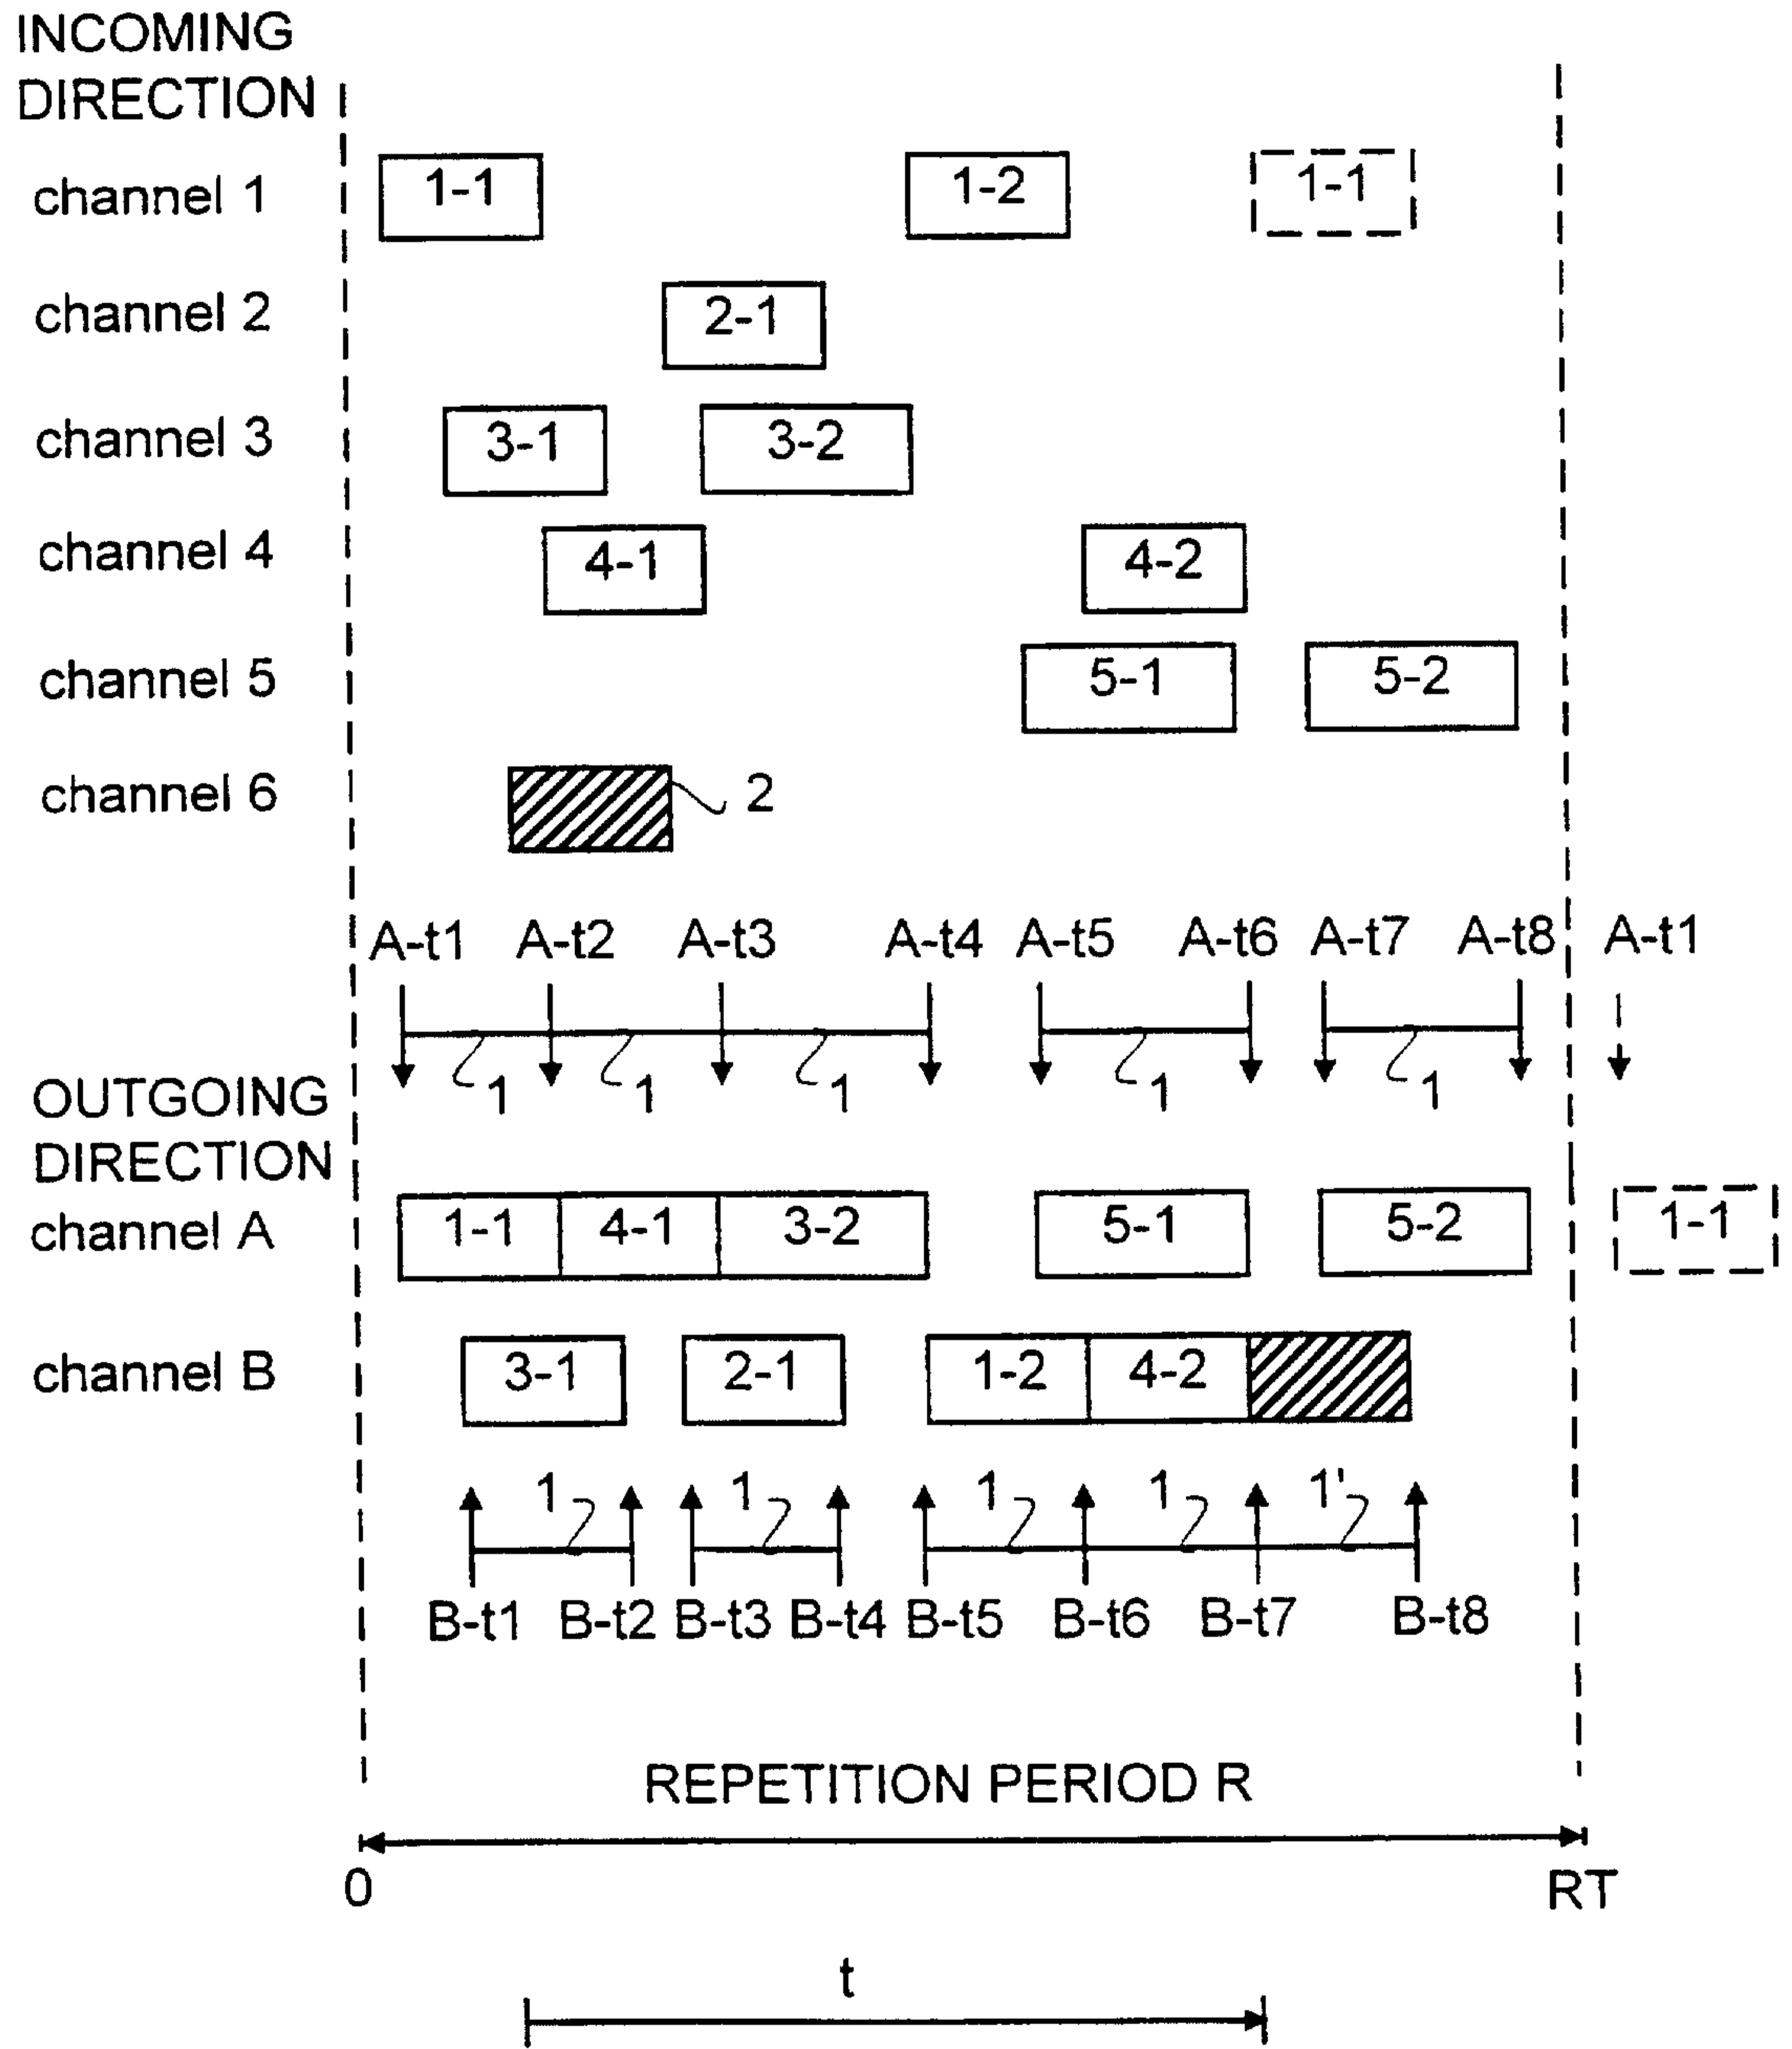 INCOMING
DIRECTION
channel 1 1-1 1-2 1-1
channel 2 2-1
channel 3 3-1 3-2
channel 4 4-1 4-2
channel 5 5-1 5-2
channel 6 2
A-t1 A-t2 A-t3 A-t4 A-t5 A-t6 A-t7 A-t8 A-t1
1 1 1 1 1
OUTGOING
DIRECTION
channel A 1-1 4-1 3-2 5-1 5-2 1-1
channel B 3-1 2-1 1-2 4-2
1 1 1 1 1'
B-t1 B-t2 B-t3 B-t4 B-t5 B-t6 B-t7 B-t8
REPETITION PERIOD R
0 RT
t